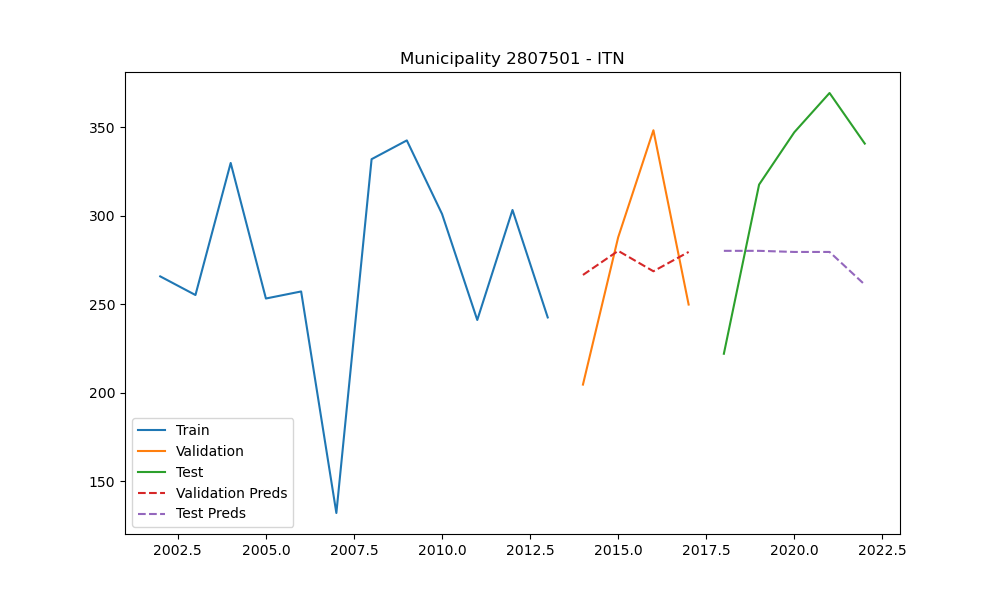 Municipality 2807501 - ITN
350
300
250
200
150
Train
Validation
Test
Validation Preds
Test Preds
2002.5 2005.0 2007.5 2010.0 2012.5 2015.0 2017.5 2020.0 2022.5